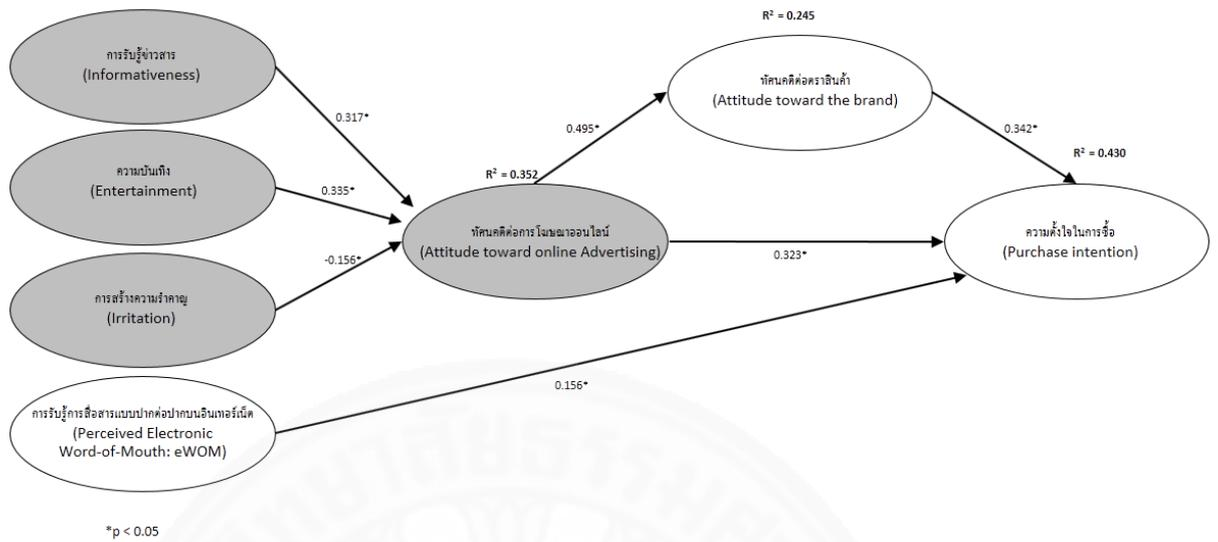 R² = 0.245
การรับรู้ข่าวสาร
(Informativeness)
ทัศนคติต่อตราสินค้า
(Attitude toward the brand)
0.317*
0.495*
0.342*
R² = 0.430
ความบันเทิง
(Entertainment)
0.335*
R² = 0.352
ทัศนคติต่อการโฆษณาออนไลน์
(Attitude toward online Advertising)
ความตั้งใจในการซื้อ
(Purchase intention)
0.323*
-0.156*
การสร้างความรำคาญ
(Irritation)
0.156*
การรับรู้การสื่อสารแบบปากต่อปากบนอินเทอร์เน็ต
(Perceived Electronic
Word-of-Mouth: eWOM)
*p < 0.05